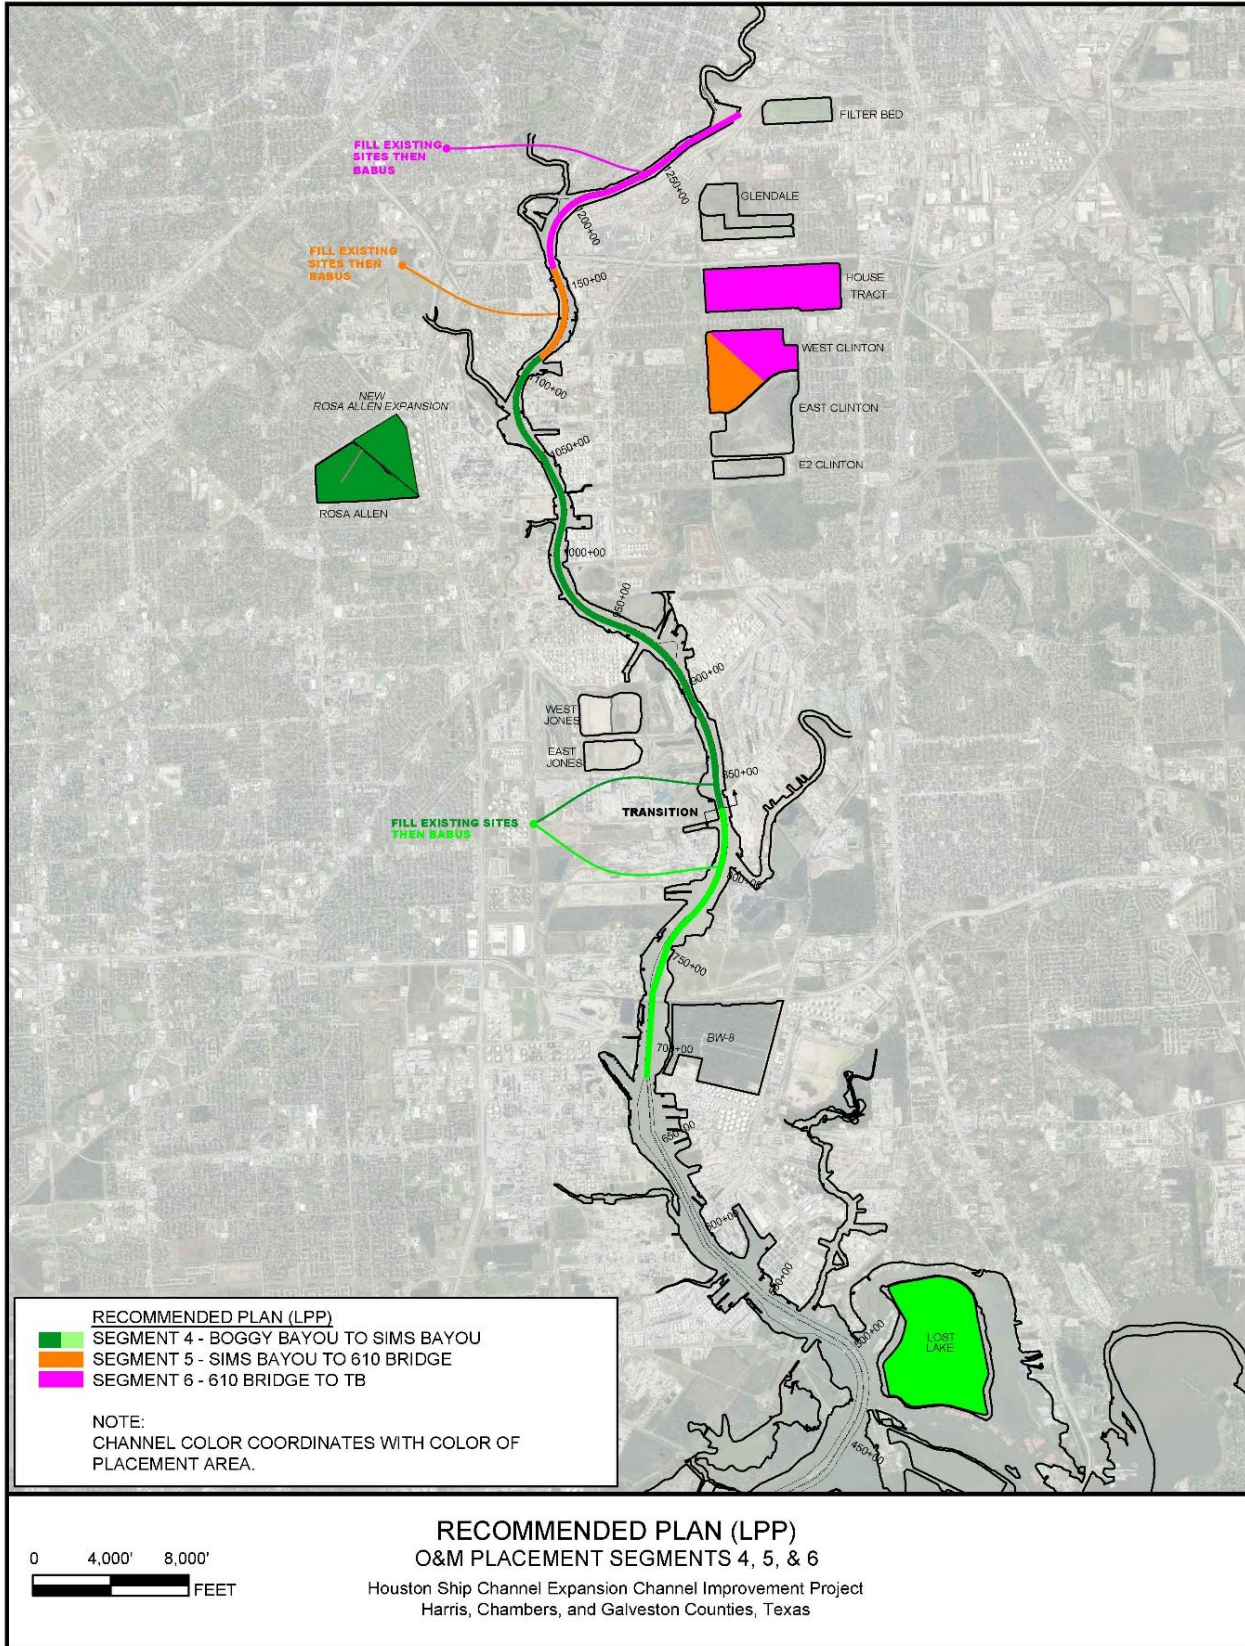 FILTER BED
FILL EXISTING
SITES THEN
BABUS
1250+00
GLENDALE
1200+00
FILL EXISTING
SITES THEN
BABUS
150+00
HOUSE
TRACT
WEST CLINTON
1100+00
NEW
ROSA ALLEN EXPANSION
EAST CLINTON
1050+00
E2 CLINTON
ROSA ALLEN
000+00
950+00
900+00
WEST
JONES
EAST
JONES
850+00
TRANSITION
FILL EXISTING SITES
THEN BABUS
800+00
750+00
BW-8
700+00
650+00
600+00
500+00
LOST
LAKE
450+00
RECOMMENDED PLAN (LPP)
SEGMENT 4 - BOGGY BAYOU TO SIMS BAYOU
SEGMENT 5 - SIMS BAYOU TO 610 BRIDGE
SEGMENT 6 - 610 BRIDGE TO TB
NOTE:
CHANNEL COLOR COORDINATES WITH COLOR OF
PLACEMENT AREA.
RECOMMENDED PLAN (LPP)
O&M PLACEMENT SEGMENTS 4, 5, & 6
0 4,000' 8,000'
FEET
Houston Ship Channel Expansion Channel Improvement Project
Harris, Chambers, and Galveston Counties, Texas